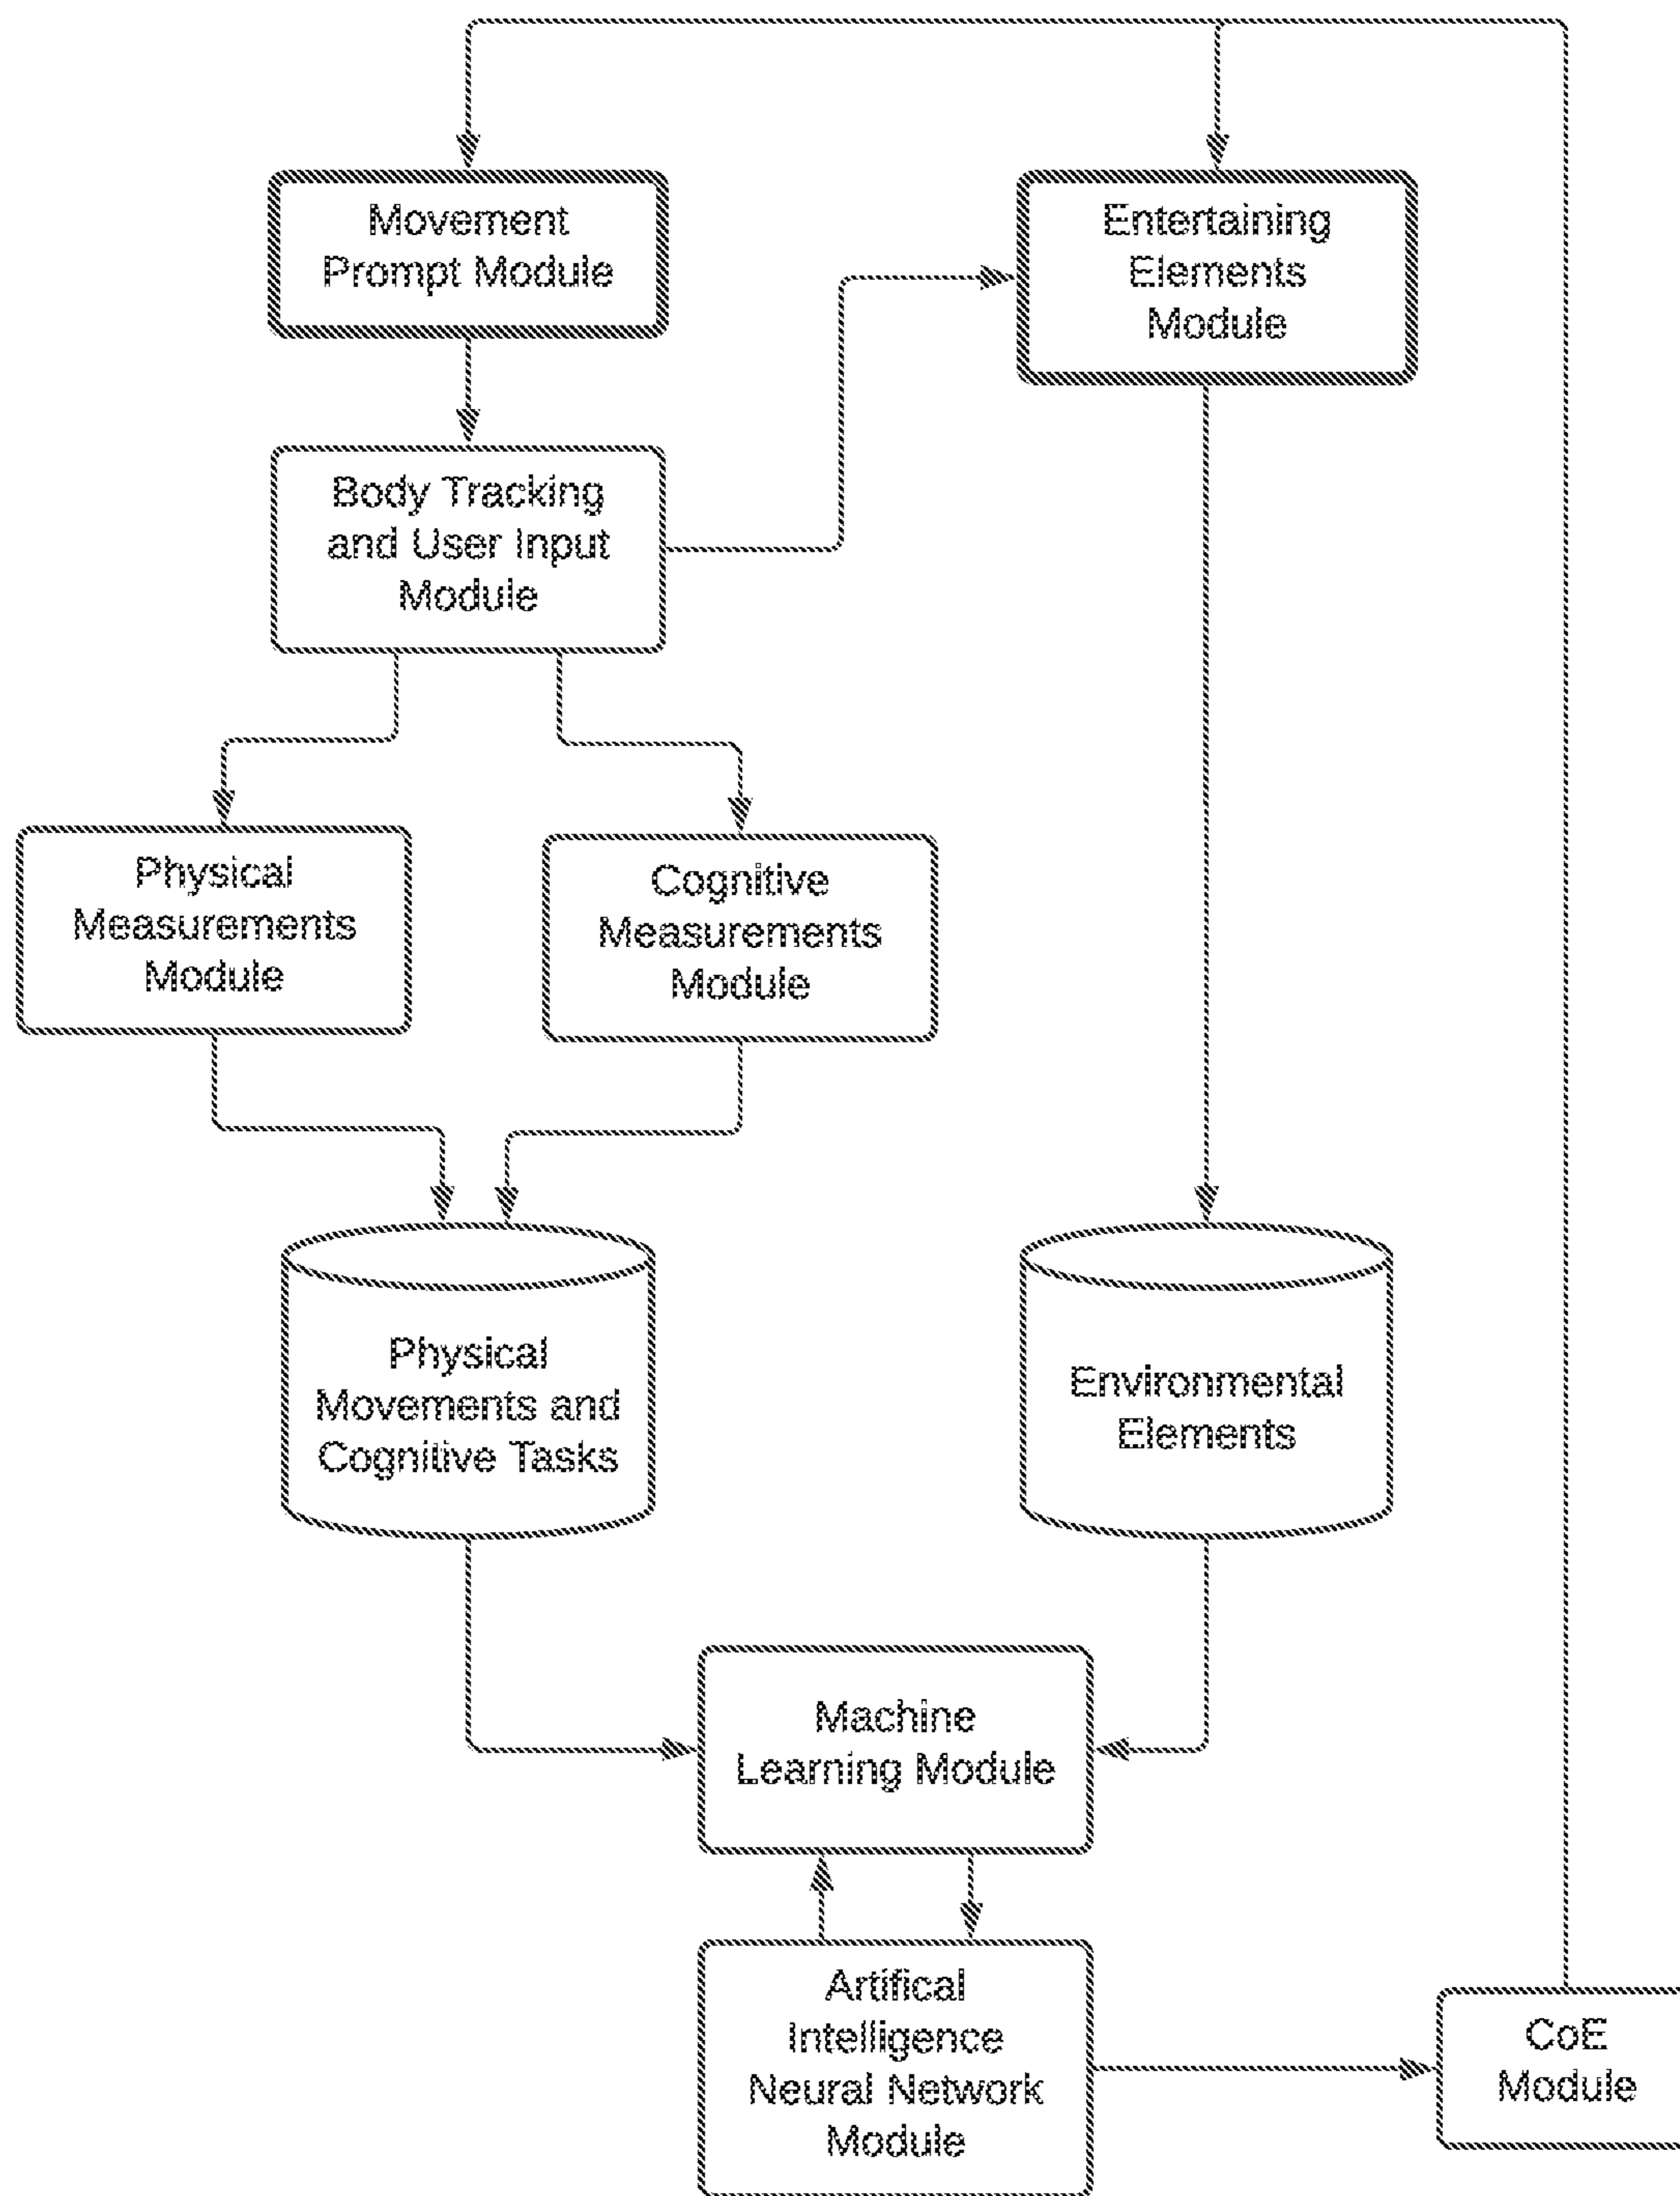 Movement
Prompt Module
Entertaining
Elements
Module
Body Tracking
and User Input
Module
Physical
Measurements
Module
Cognitive
Measurements
Module
Physical
Movements and
Cognitive Tasks
Environmental
Elements
Machine
Learning Module
Artifical
Intelligence
Neural Network
Module
CoE
Module